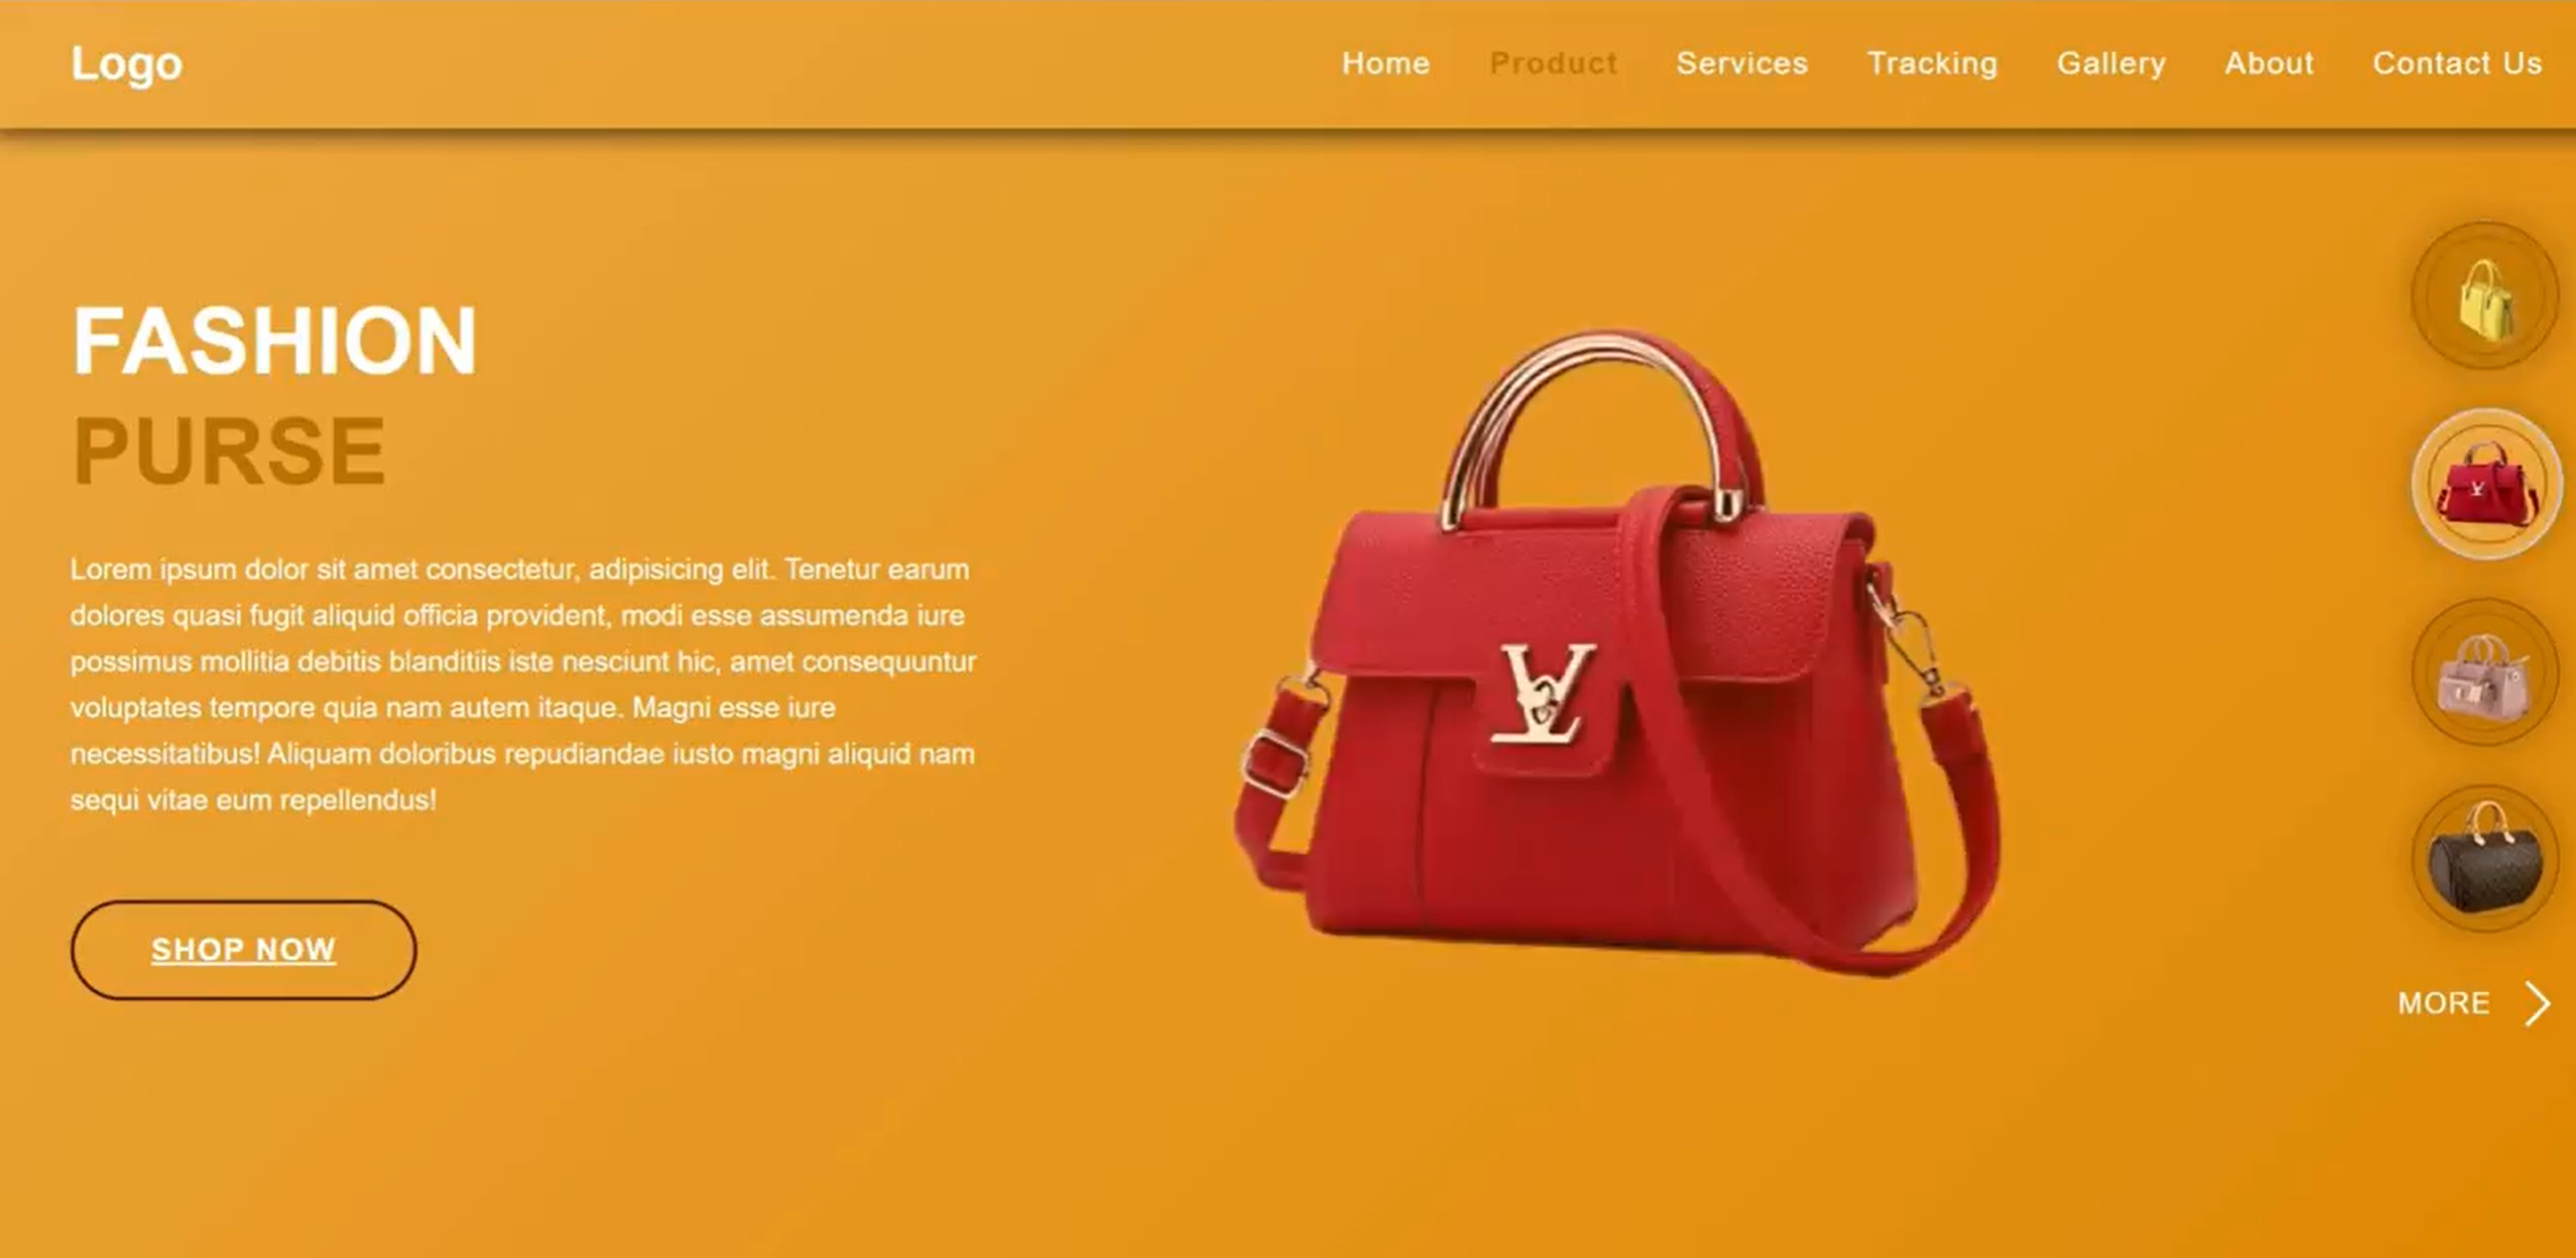 Logo
Home Product Services Tracking Gallery About Contact Us
FASHION
PURSE
Lorem ipsum dolor sit amet consectetur, adipisicing elit. Tenetur earum
dolores quasi fugit aliquid officia provident, modi esse assumenda iure
possimus mollitia debitis blanditiis iste nesciunt hic, amet consequuntur
voluptates tempore quia nam autem itaque. Magni esse iure
necessitatibus! Aliquam doloribus repudiandae iusto magni aliquid nam
sequi vitae eum repellendus!
SHOP NOW
LV
MORE